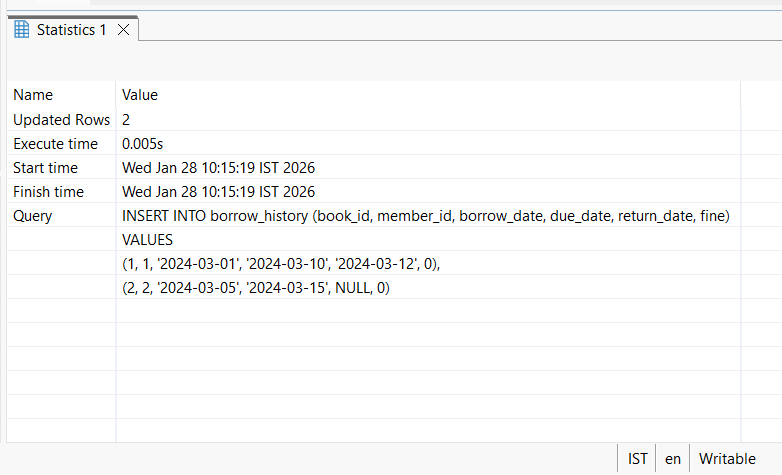 Statistics 1
Name Value
Updated Rows 2
Execute time 0.005s
Start time Wed Jan 28 10:15:19 IST 2026
Finish time Wed Jan 28 10:15:19 IST 2026
Query INSERT INTO borrow_history (book_id, member_id, borrow_date, due_date, return_date, fine)
VALUES
(1, 1, '2024-03-01', '2024-03-10', '2024-03-12', 0),
(2, 2, '2024-03-05', '2024-03-15', NULL, 0)
IST en Writable